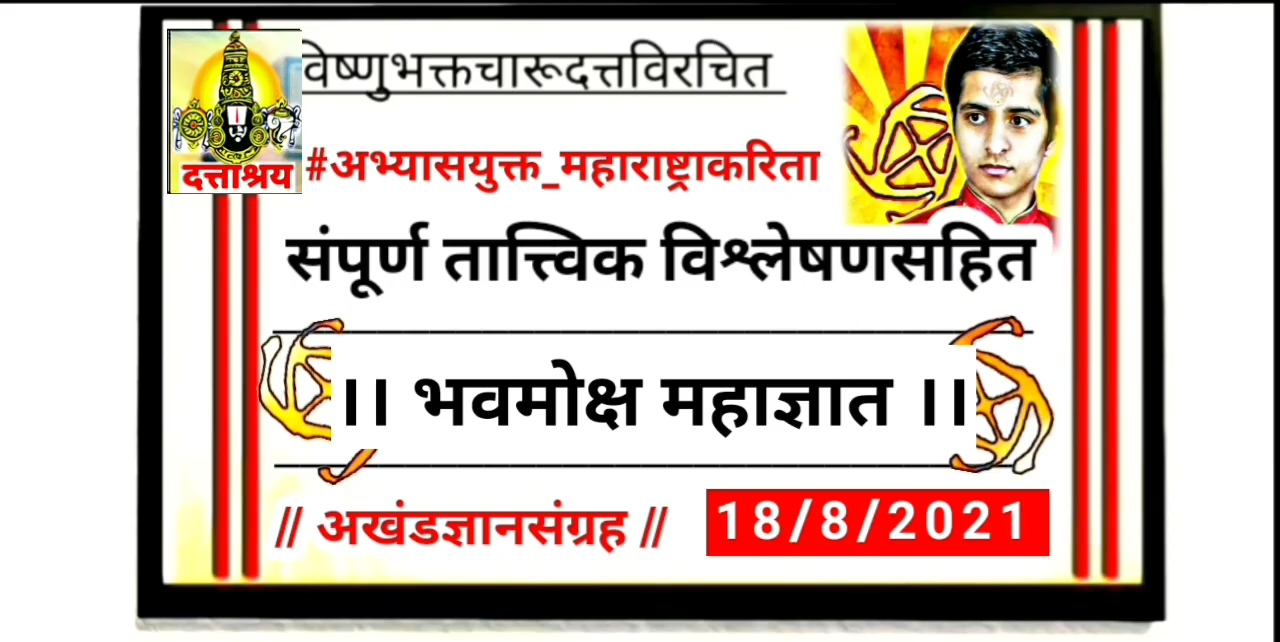 विष्णुभक्तचारूदत्तविरचित
दत्ताश्रय
#अभ्यासयुक्त_महाराष्ट्राकरिता
संपूर्ण तात्त्विक विश्लेषणसहित
।। भवमोक्ष महाज्ञात ।।
// अखंडज्ञानसंग्रह //
18/8/2021